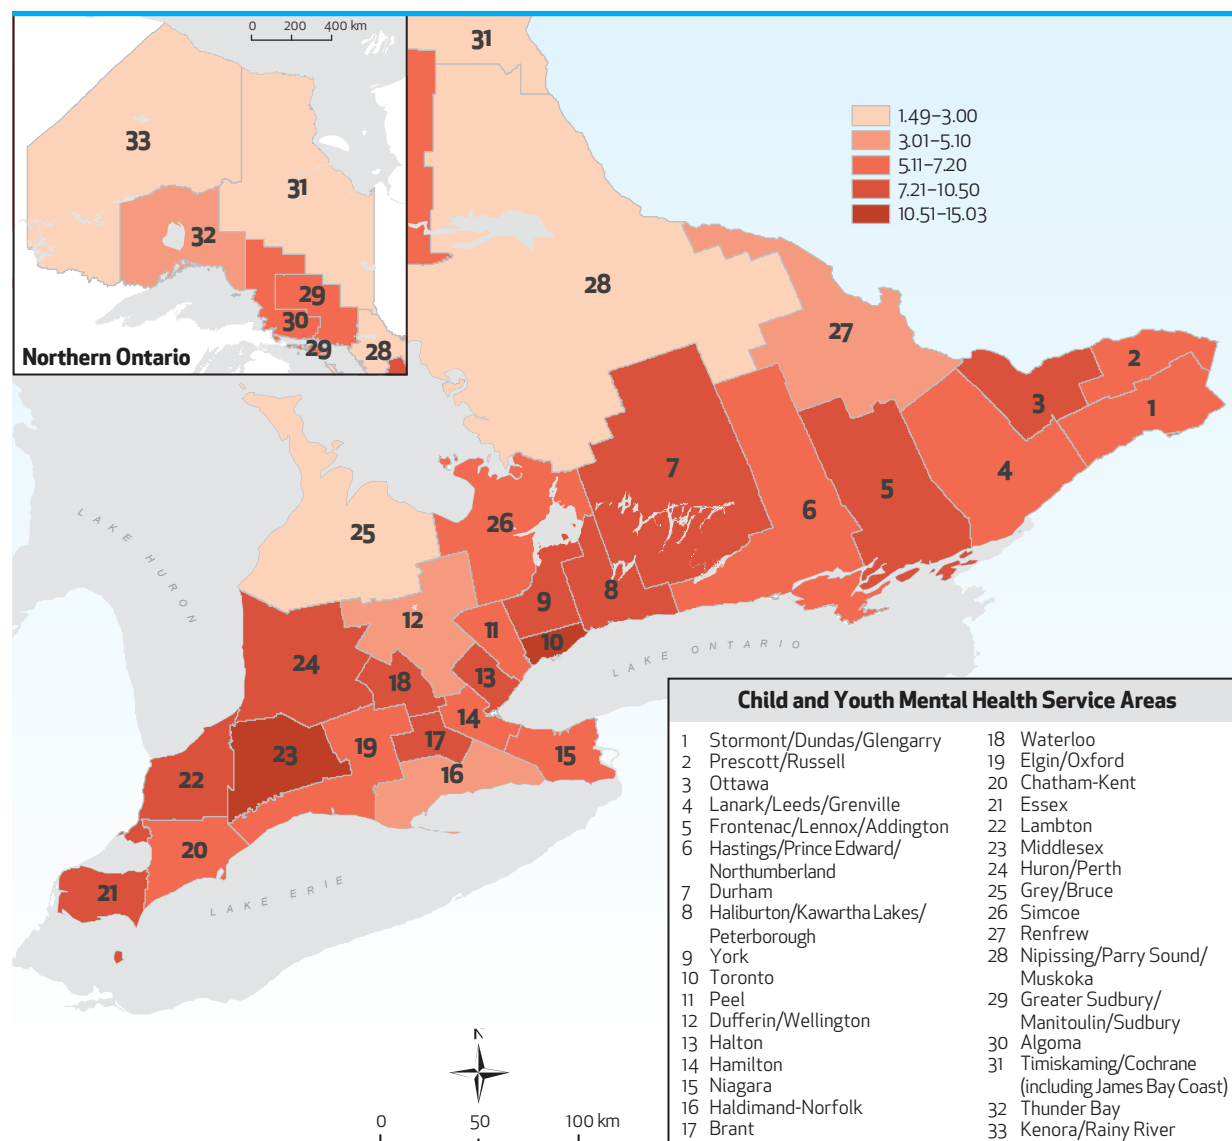 0 200 400 km
33
31
32
29
30
29
28
Northern Ontario
31
1.49–3.00
3.01–5.10
5.11–7.20
7.21–10.50
10.51–15.03
28
27
2
3
1
7
4
5
6
26
25
8
9
12
11
10
24
13
18
14
17
19
23
15
16
22
20
21
LAKE HURON
LAKE ONTARIO
LAKE ERIE
Child and Youth Mental Health Service Areas
1 Stormont/Dundas/Glengarry
2 Prescott/Russell
3 Ottawa
4 Lanark/Leeds/Grenville
5 Frontenac/Lennox/Addington
6 Hastings/Prince Edward/
Northumberland
7 Durham
8 Haliburton/Kawartha Lakes/
Peterborough
9 York
10 Toronto
11 Peel
12 Dufferin/Wellington
13 Halton
14 Hamilton
15 Niagara
16 Haldimand-Norfolk
17 Brant
18 Waterloo
19 Elgin/Oxford
20 Chatham-Kent
21 Essex
22 Lambton
23 Middlesex
24 Huron/Perth
25 Grey/Bruce
26 Simcoe
27 Renfrew
28 Nipissing/Parry Sound/
Muskoka
29 Greater Sudbury/
Manitoulin/Sudbury
30 Algoma
31 Timiskaming/Cochrane
(including James Bay Coast)
32 Thunder Bay
33 Kenora/Rainy River
N
0 50 100 km